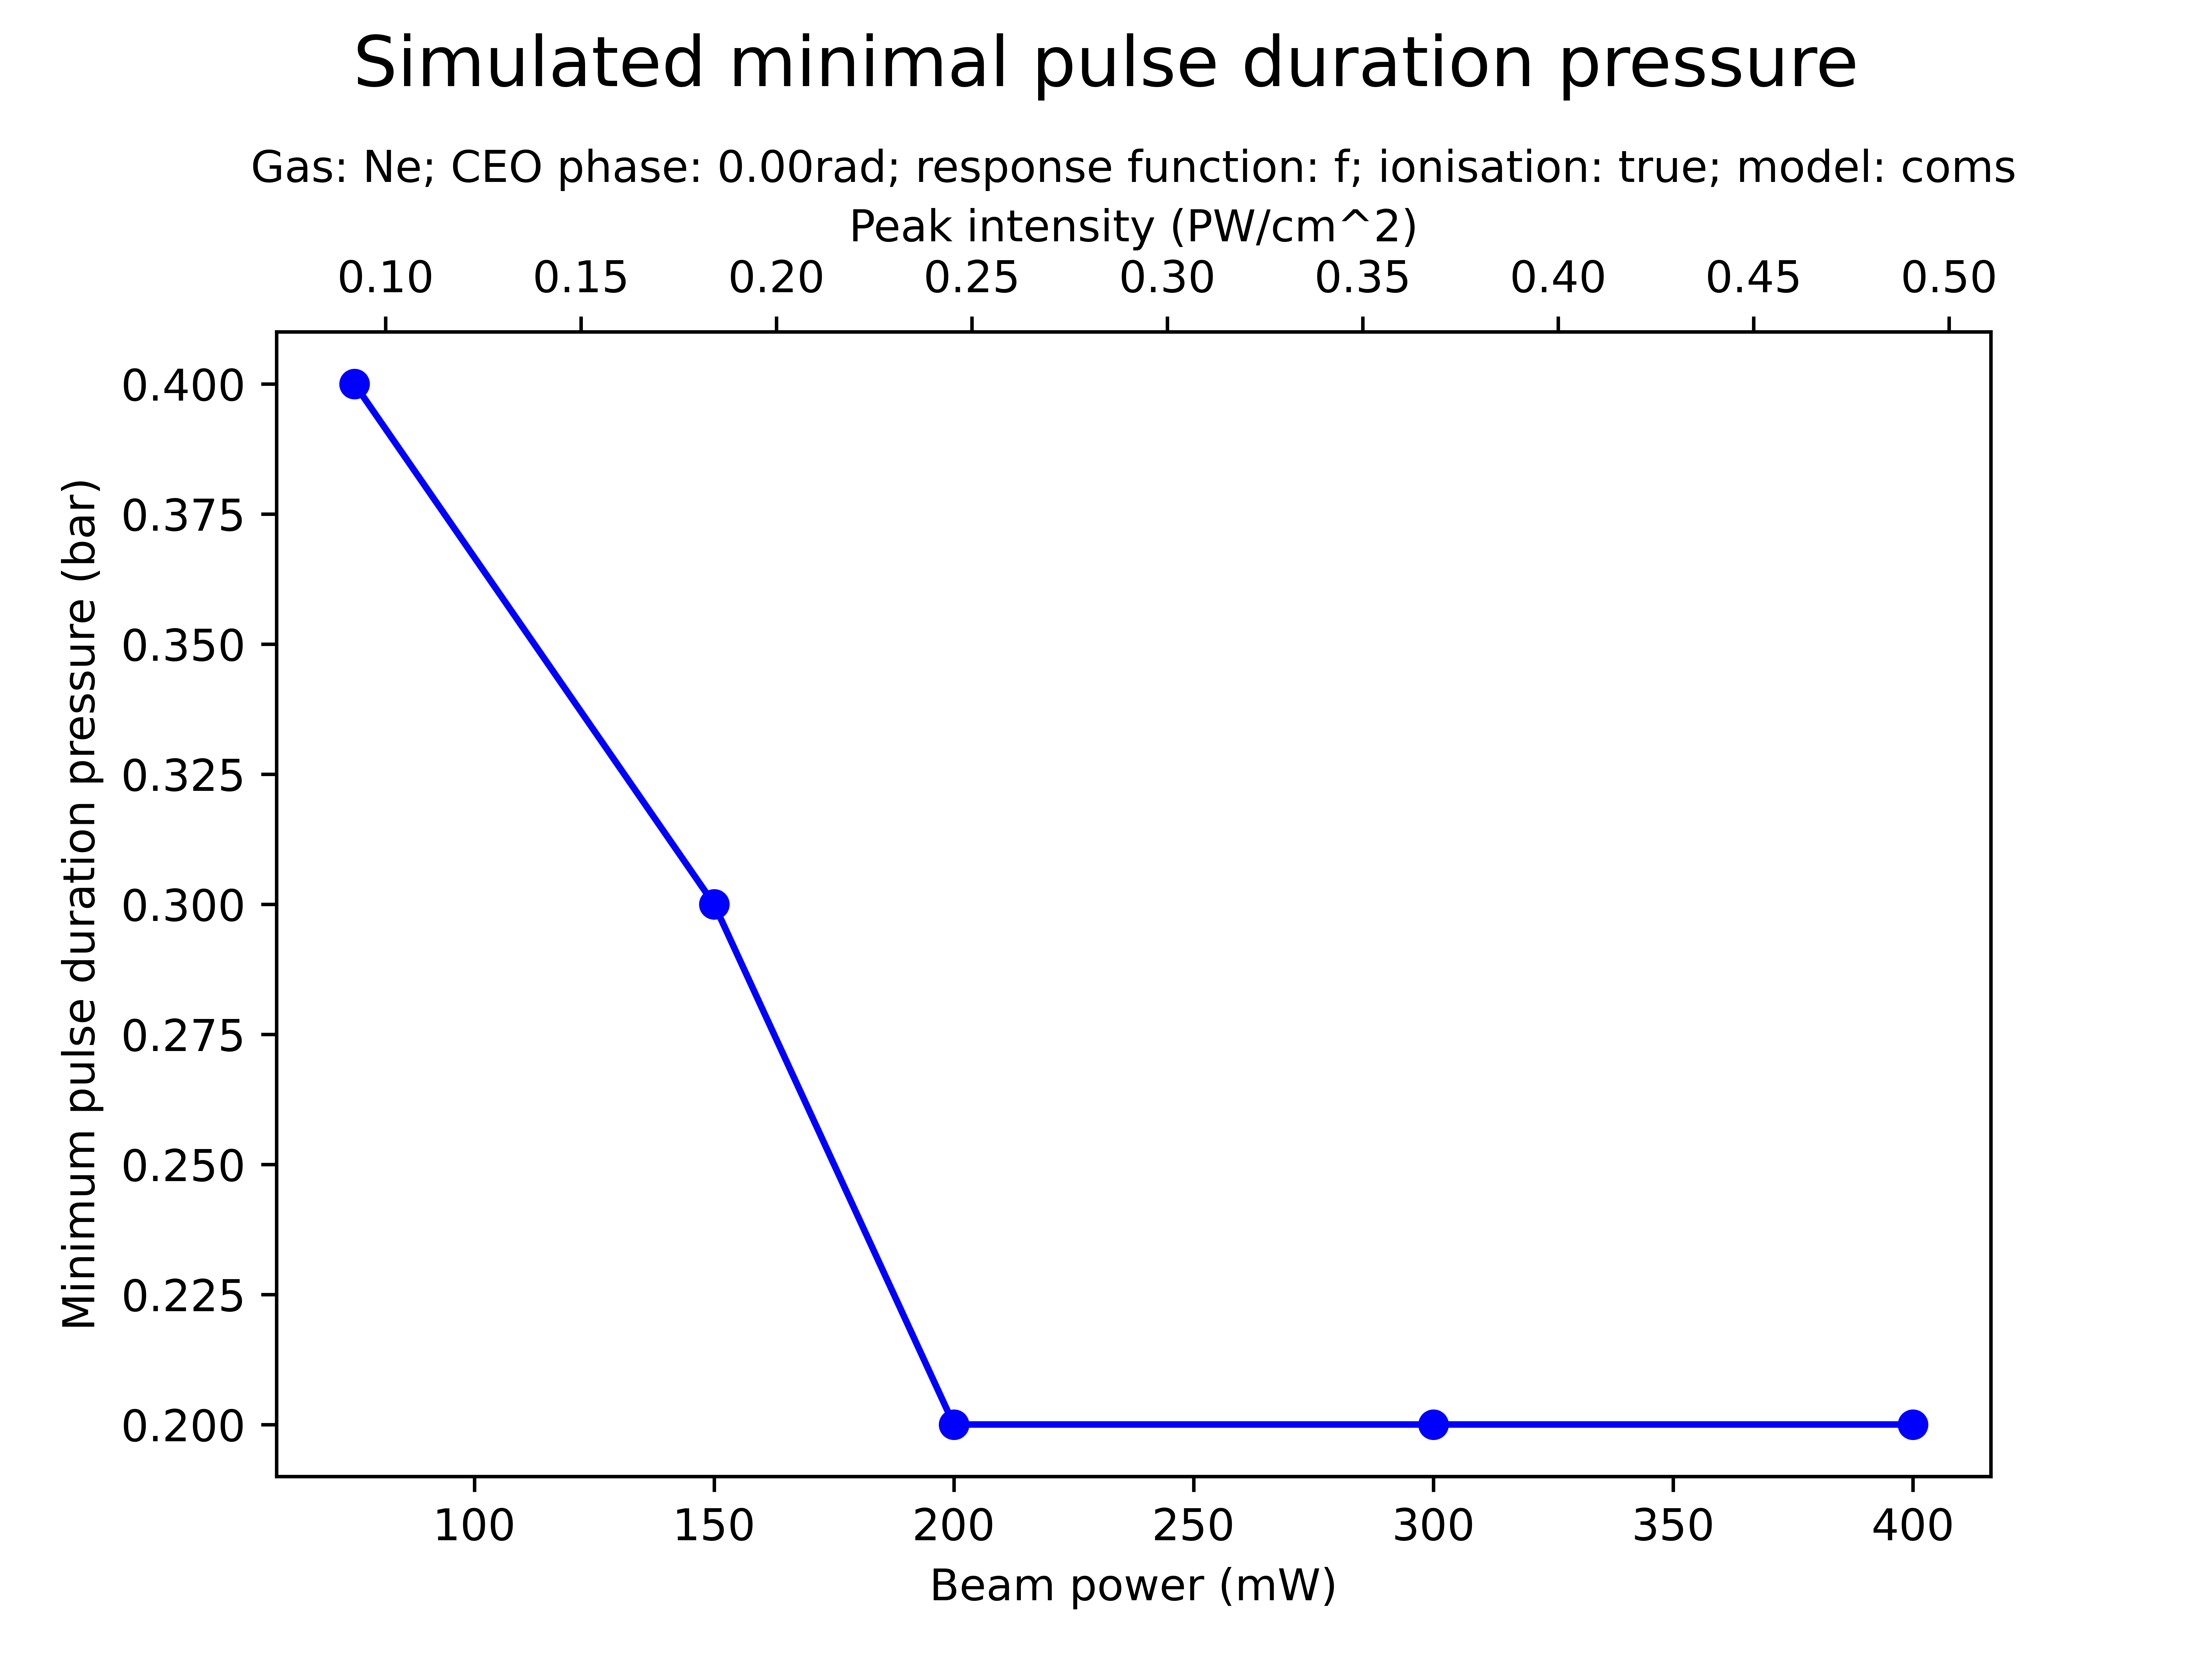 Simulated minimal pulse duration pressure
Gas: Ne; CEO phase: 0.00rad; response function: f; ionisation: true; model: coms
Peak intensity (PW/cm^2)
0.10 0.15 0.20 0.25 0.30 0.35 0.40 0.45 0.50
Minimum pulse duration pressure (bar)
0.400
0.375
0.350
0.325
0.300
0.275
0.250
0.225
0.200
100 150 200 250 300 350 400
Beam power (mW)